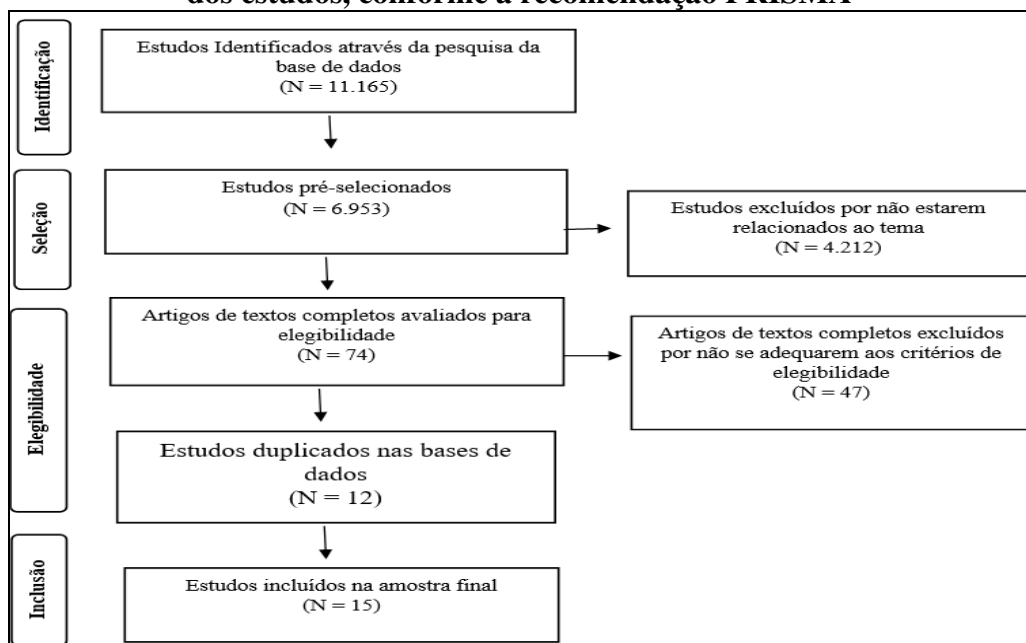 dos estudos, conforme a recomendação PRISMA
Identificação
Estudos Identificados através da pesquisa da
base de dados
(N = 11.165)
Seleção
Estudos pré-selecionados
(N = 6.953)
Estudos excluídos por não estarem
relacionados ao tema
(N = 4.212)
Elegibilidade
Artigos de textos completos avaliados para
elegibilidade
(N = 74)
Artigos de textos completos excluídos
por não se adequarem aos critérios de
elegibilidade
(N = 47)
Estudos duplicados nas bases de
dados
(N = 12)
Inclusão
Estudos incluídos na amostra final
(N = 15)